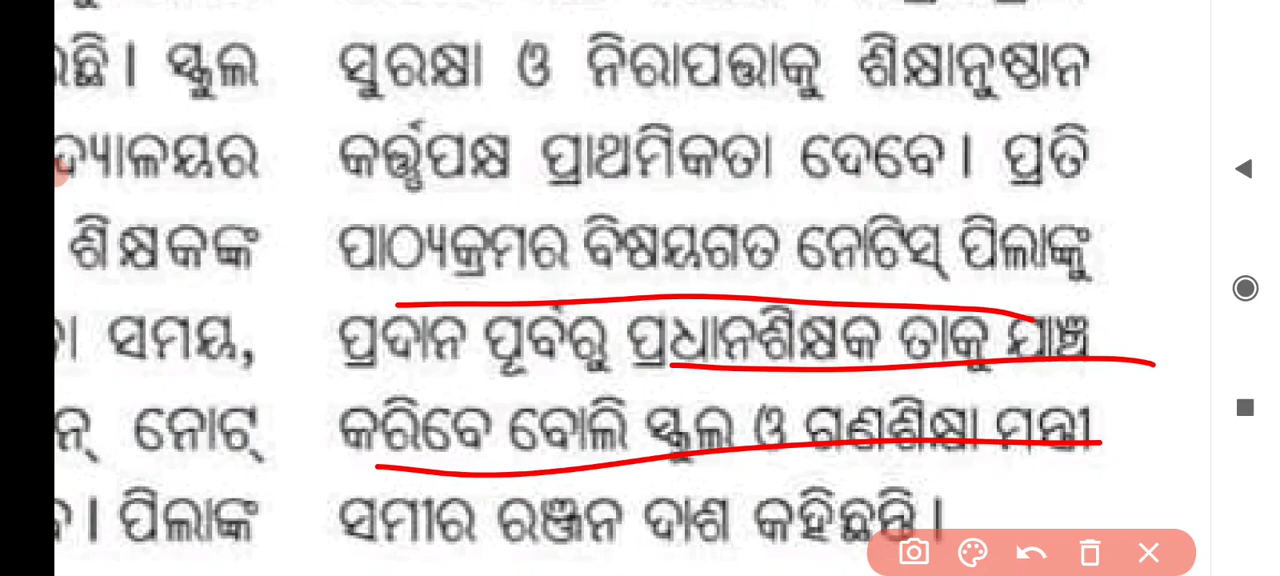 ସ୍କୁଲ
ଶିକ୍ଷକଙ୍କ
ସମୟ,
ନୋଟ୍
ପିଲାଙ୍କ
ସୁରକ୍ଷା ଓ ନିରାପତ୍ତାକୁ ଶିକ୍ଷାନୁଷ୍ଠାନ
କର୍ତ୍ତୃପକ୍ଷ ପ୍ରାଥମିକତା ଦେବେ । ପ୍ରତି
ପାଠ୍ୟକ୍ରମର ବିଷୟଗତ ନୋଟିସ୍ ପିଲାଙ୍କୁ
ପ୍ରଦାନ ପୂର୍ବରୁ ପ୍ରଧାନଶିକ୍ଷକ ତାକୁ ଯାଞ୍ଚ
କରିବେ ବୋଲି ସ୍କୁଲ ଓ ଗଣଶିକ୍ଷା ମନ୍ତ୍ରୀ
ସମୀର ରଞ୍ଜନ ଦାଶ କହିଛନ୍ତି ।